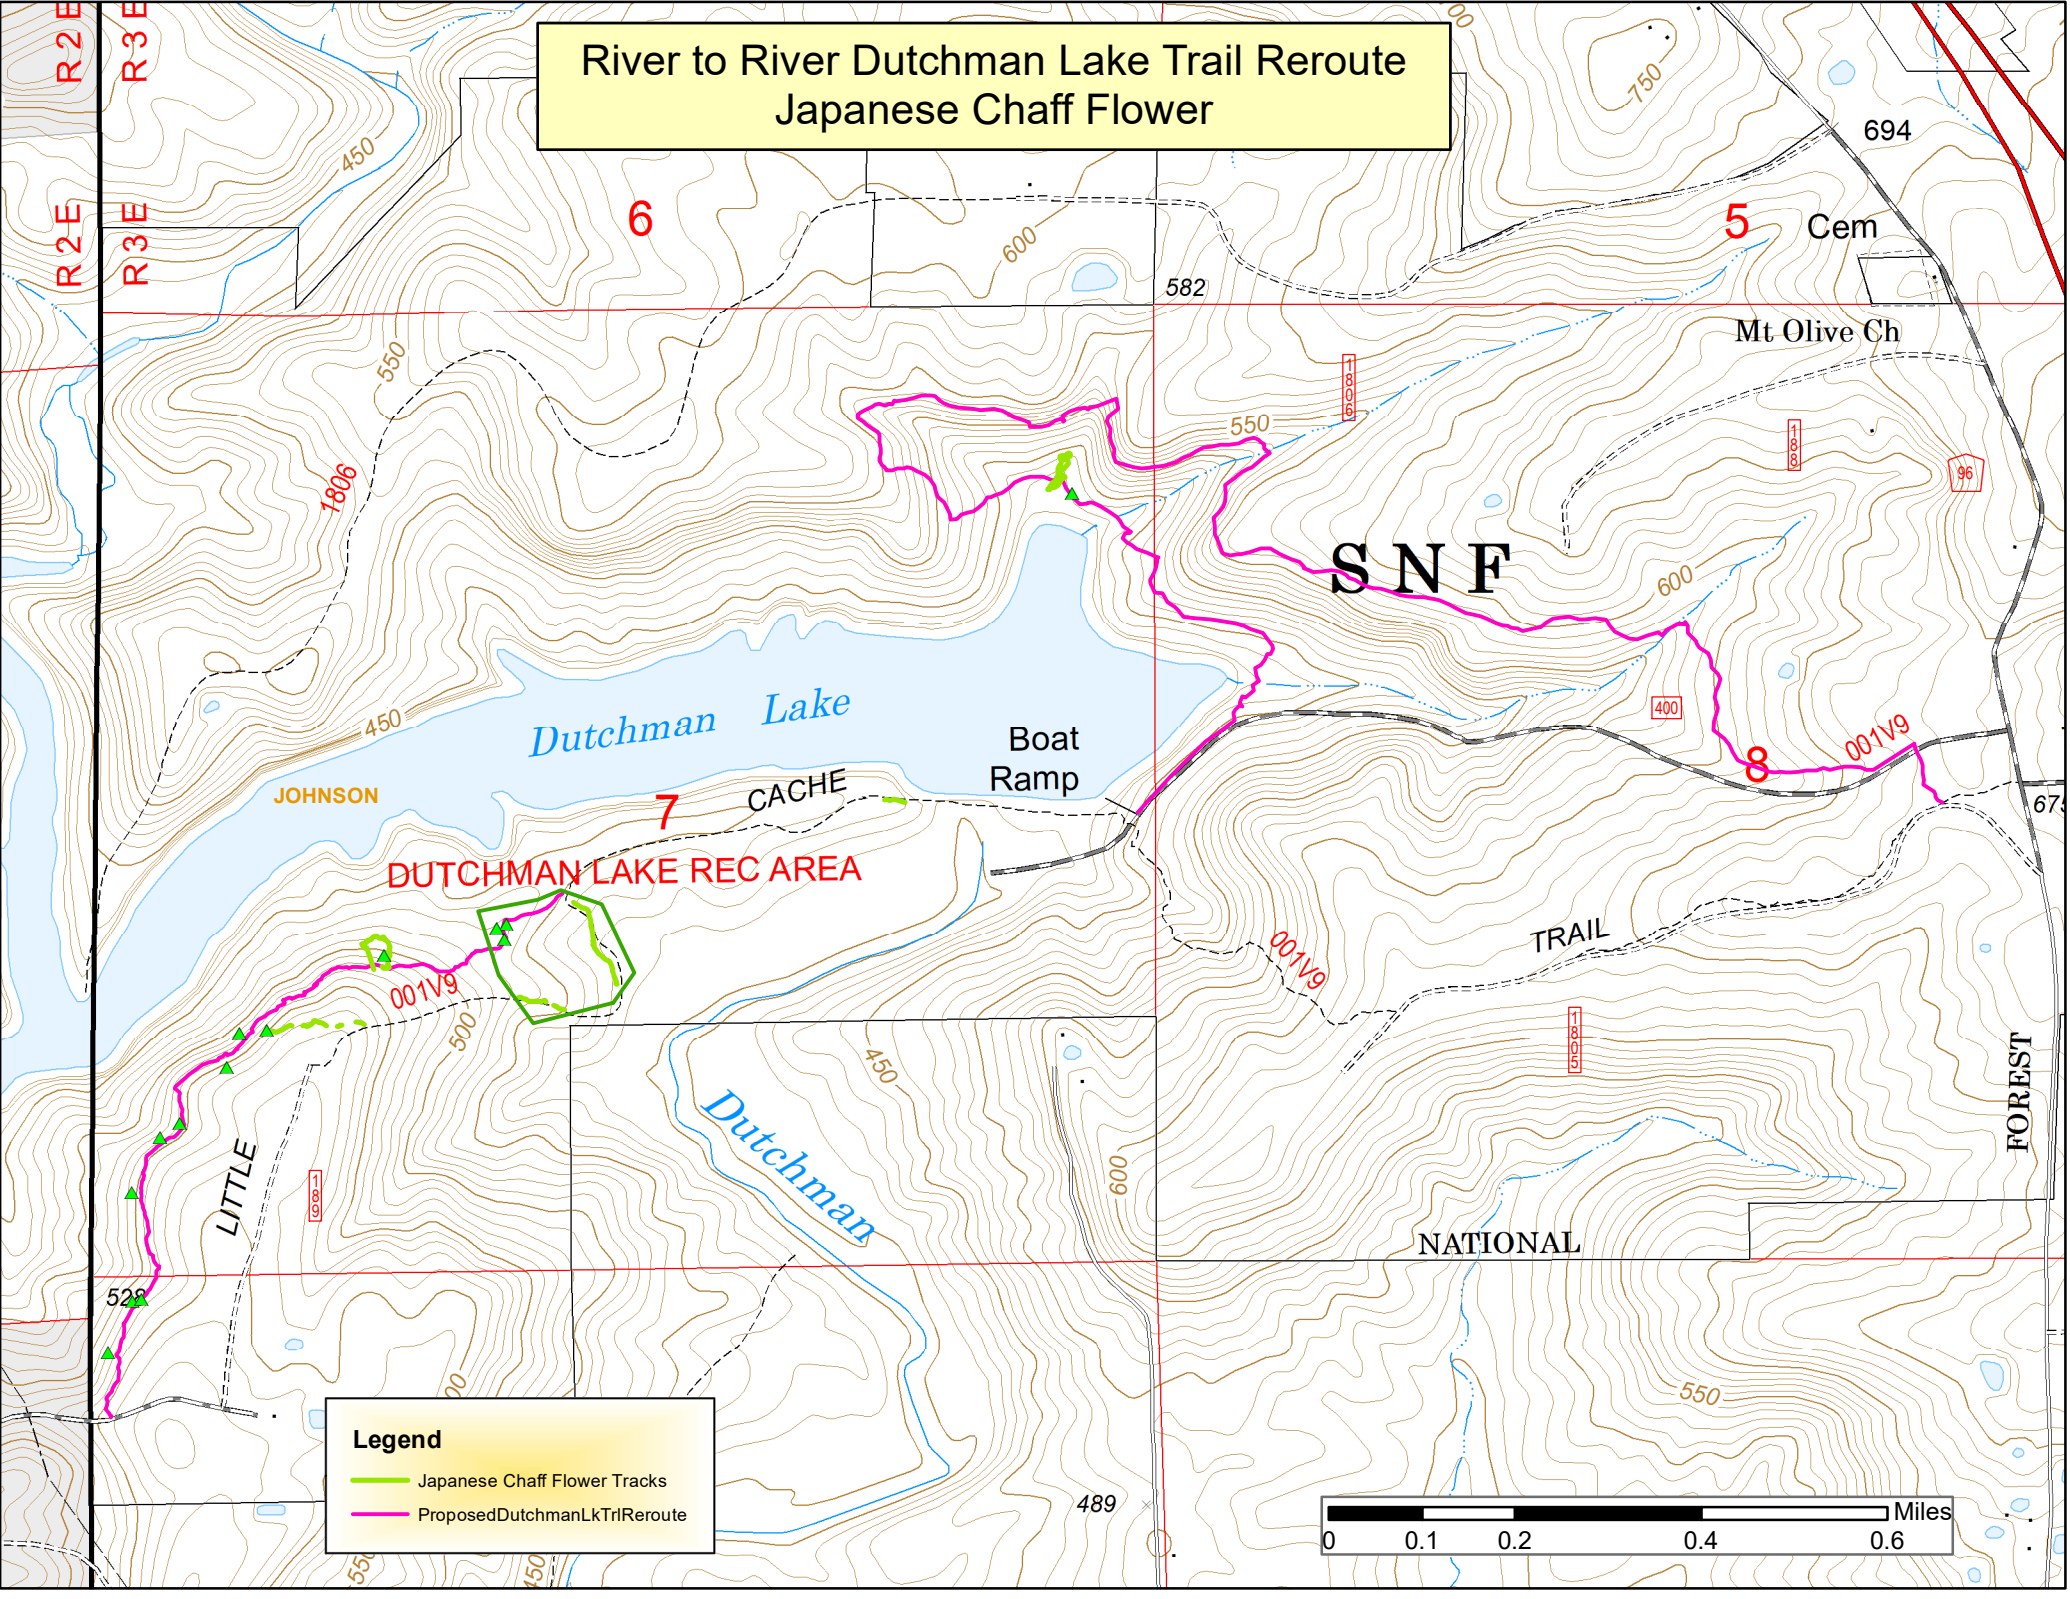 River to River Dutchman Lake Trail Reroute
Japanese Chaff Flower
R 2 E
R 3 E
R 2 E
R 3 E
450
6
600
750
694
5
Cem
582
Mt Olive Ch
550
1806
550
1806
188
96
S N F
600
450
Dutchman Lake
Boat
Ramp
JOHNSON
7
CACHE
400
8
001V9
DUTCHMAN LAKE REC AREA
TRAIL
001V9
001V9
500
450
1805
FOREST
Dutchman
LITTLE
189
600
NATIONAL
550
489
550
450
Legend
Japanese Chaff Flower Tracks
ProposedDutchmanLkTrlReroute
Miles
0 0.1 0.2 0.4 0.6